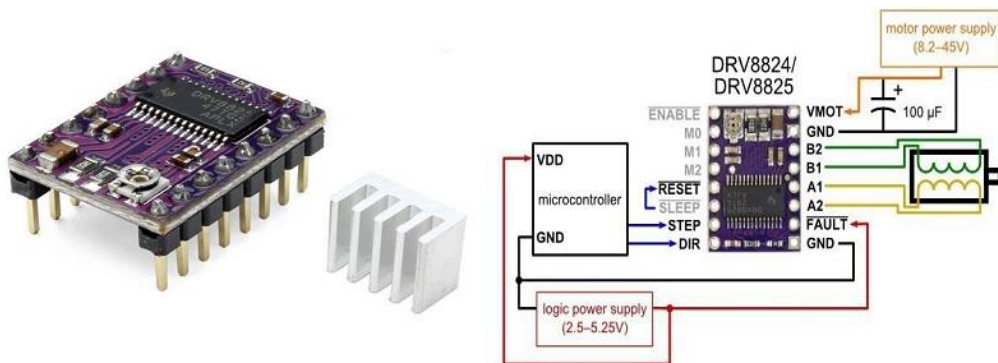 DRV8825
motor power supply
(8.2–45V)
DRV8824/
DRV8825
ENABLE
VMOT
100 µF
M0
GND
VDD
M1
B2
M2
B1
microcontroller
RESET
A1
SLEEP
A2
GND
STEP
FAULT
DIR
GND
logic power supply
(2.5–5.25V)